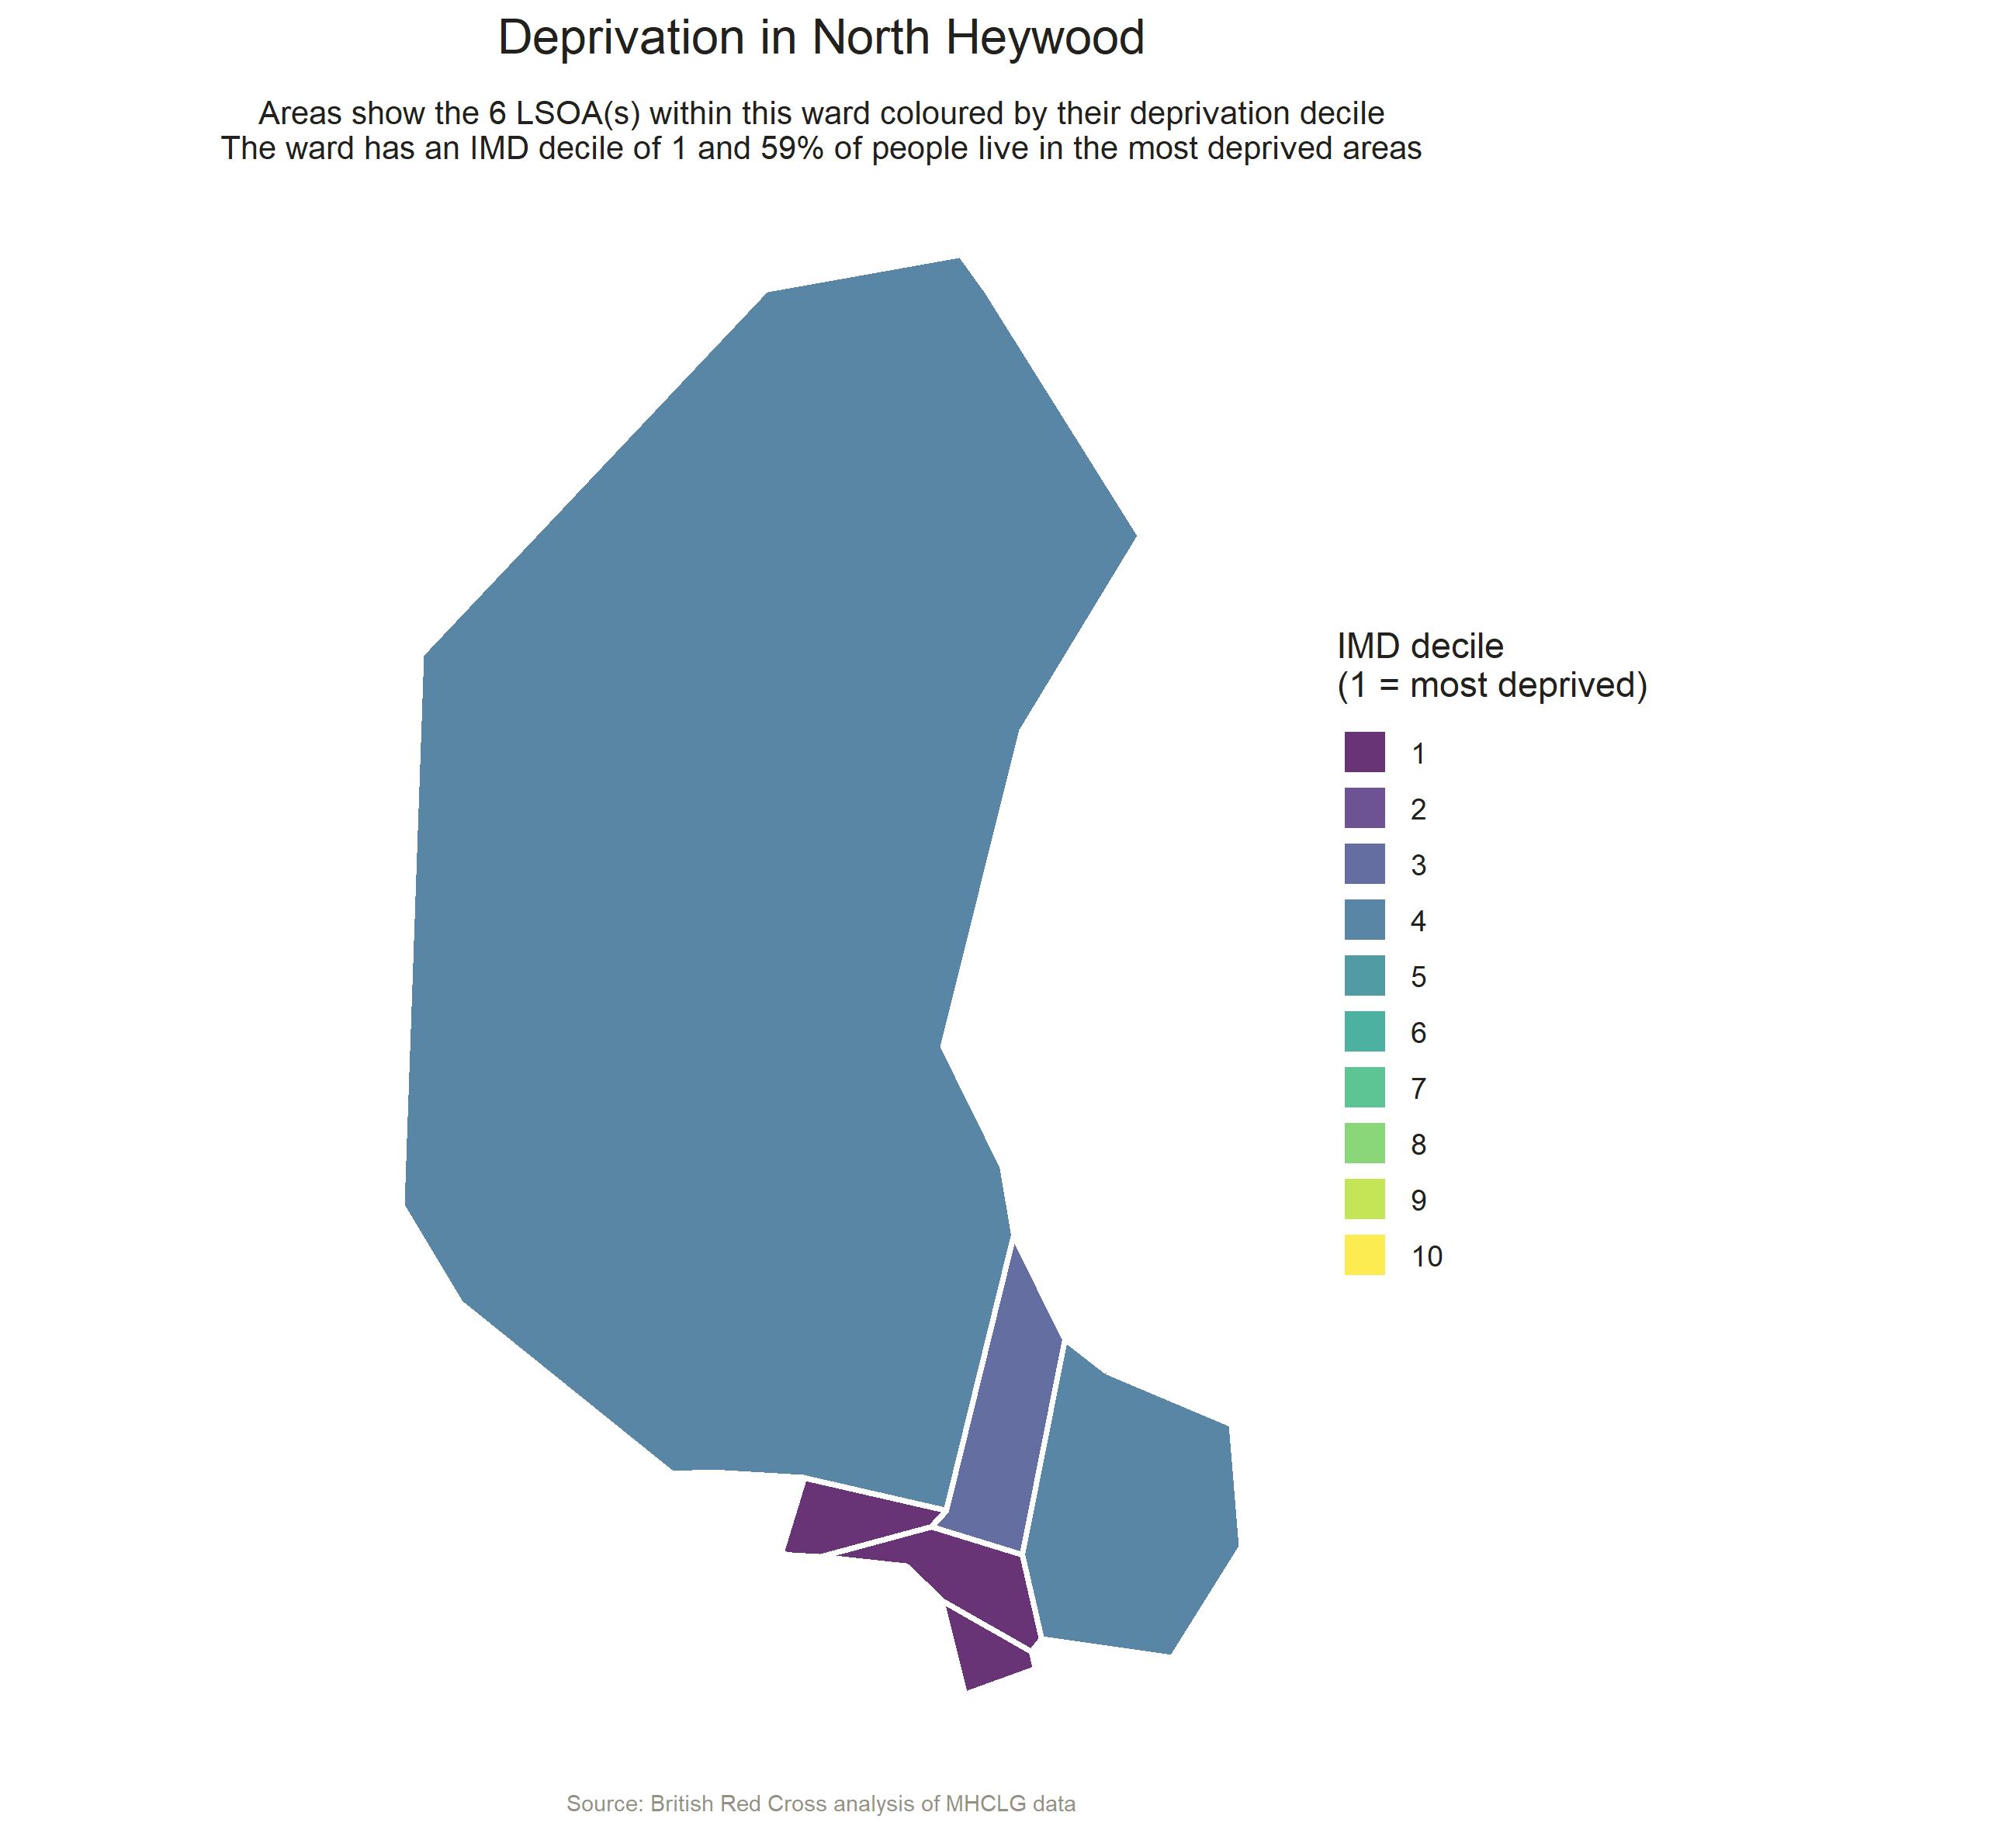 Deprivation in North Heywood
Areas show the 6 LSOA(s) within this ward coloured by their deprivation decile
The ward has an IMD decile of 1 and 59% of people live in the most deprived areas
IMD decile
(1 = most deprived)
1
2
3
4
5
6
7
8
9
10
Source: British Red Cross analysis of MHCLG data